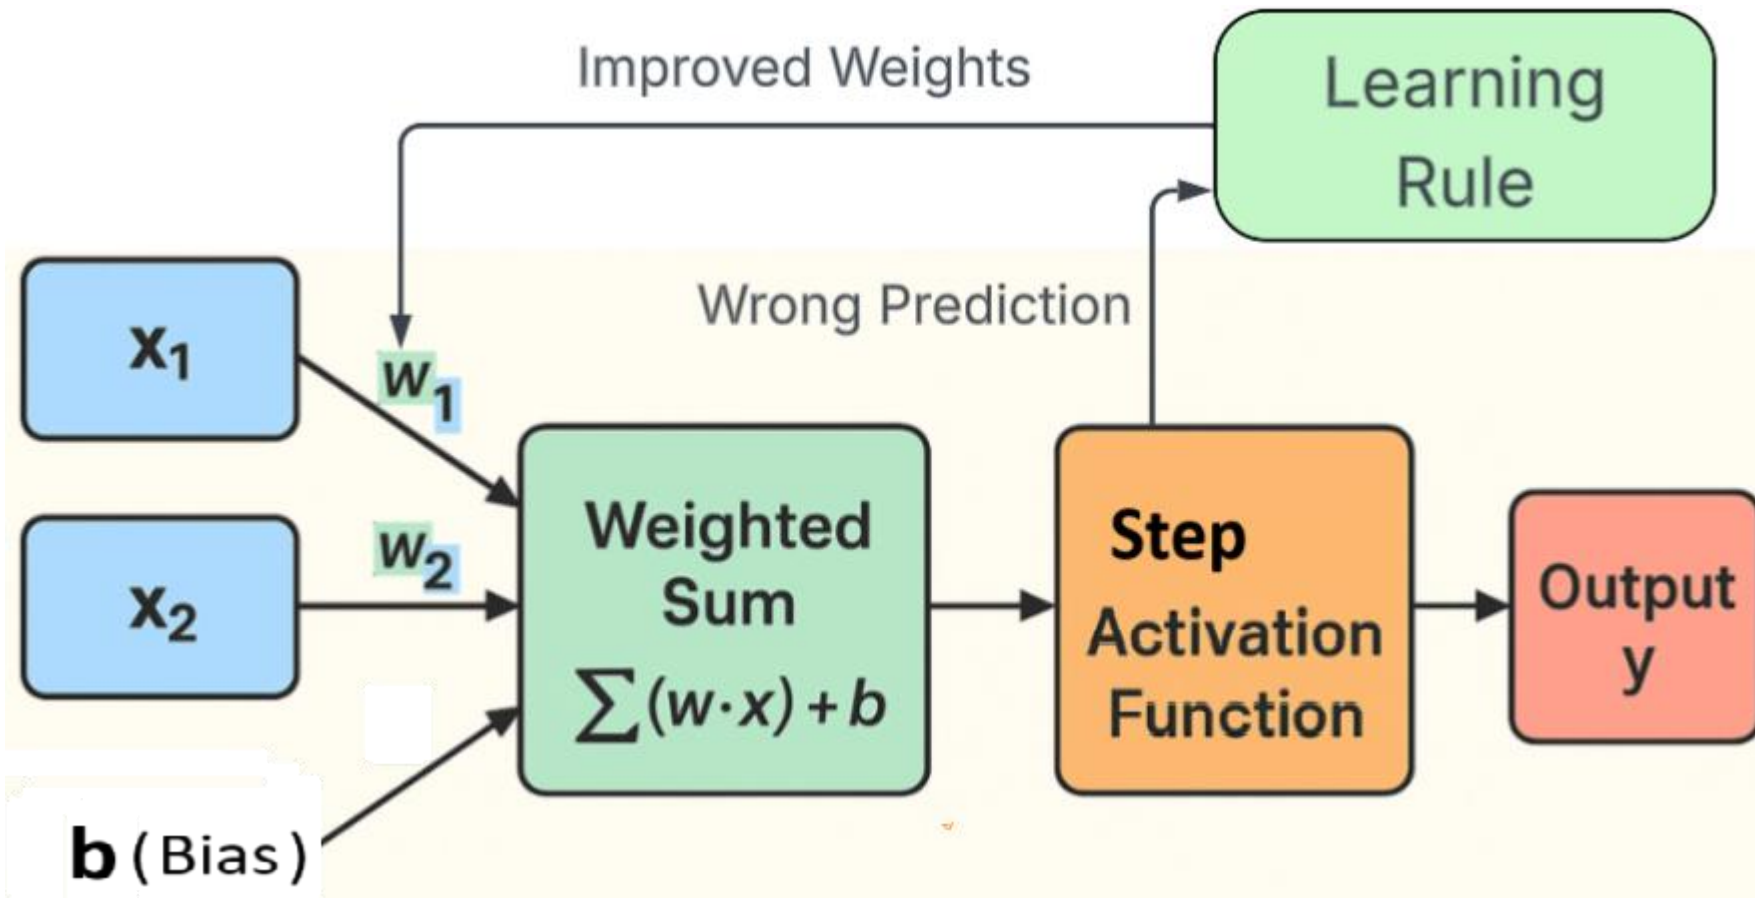 Improved Weights
Learning
Rule
Wrong Prediction
x₁
w₁
x₂
w₂
Weighted
Sum
∑(w·x) + b
Step
Activation
Function
Output
y
b (Bias)